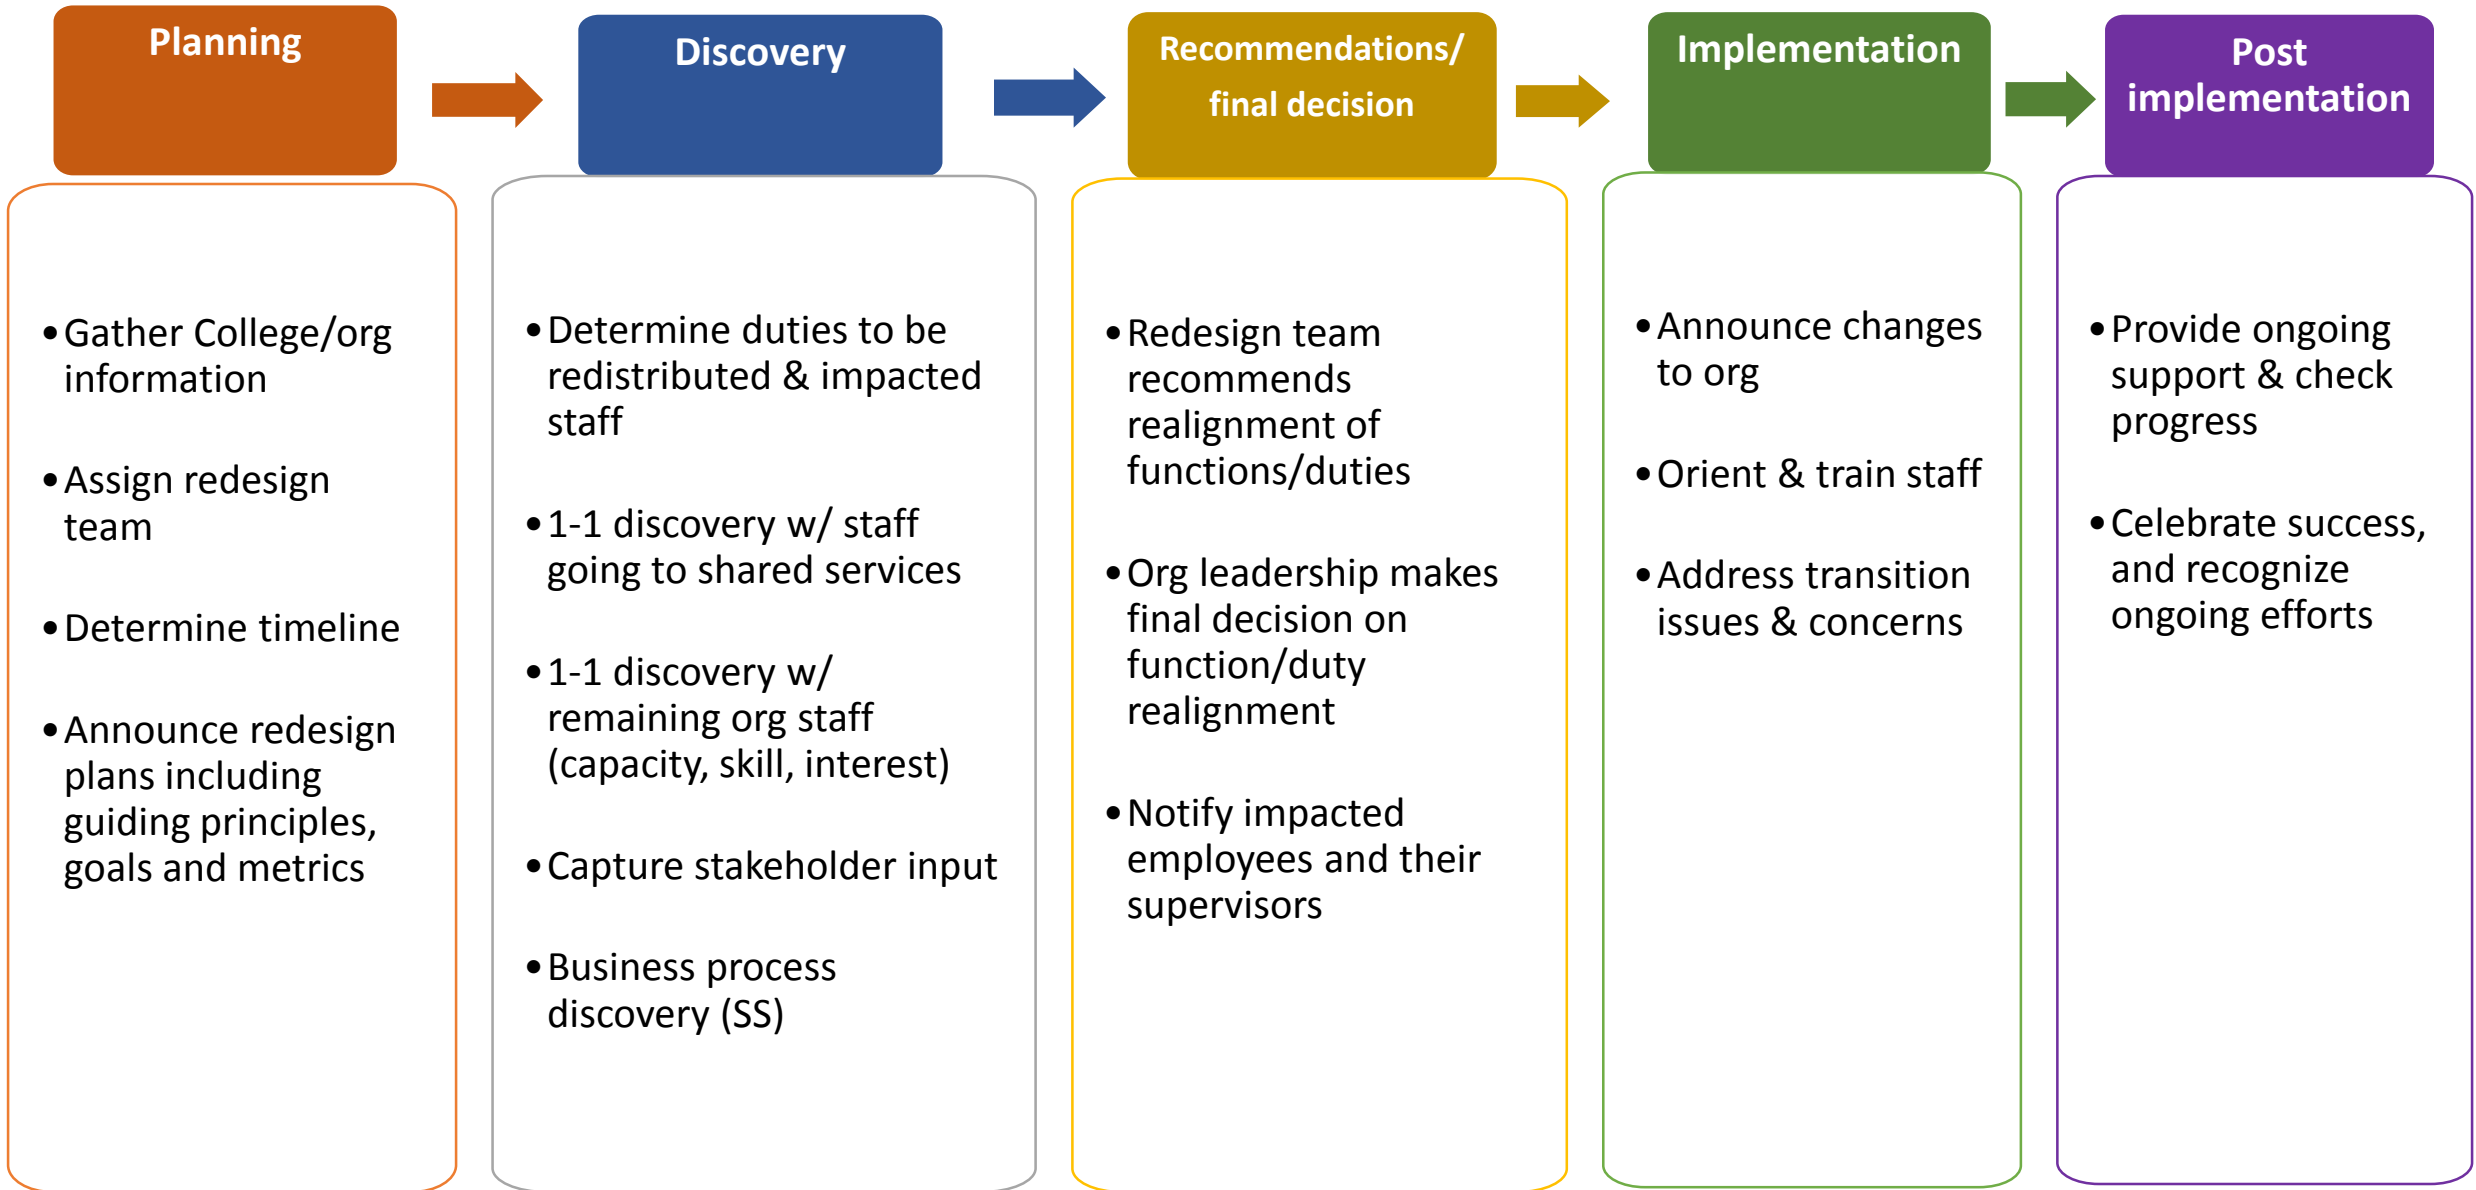 Planning
•Gather College/org
information
•Assign redesign
team
•Determine timeline
•Announce redesign
plans including
guiding principles,
goals and metrics
Discovery
•Determine duties to be
redistributed & impacted
staff
•1-1 discovery w/ staff
going to shared services
•1-1 discovery w/
remaining org staff
(capacity, skill, interest)
•Capture stakeholder input
•Business process
discovery (SS)
Recommendations/
final decision
•Redesign team
recommends
realignment of
functions/duties
•Org leadership makes
final decision on
function/duty
realignment
•Notify impacted
employees and their
supervisors
Implementation
•Announce changes
to org
•Orient & train staff
•Address transition
issues & concerns
Post
implementation
•Provide ongoing
support & check
progress
•Celebrate success,
and recognize
ongoing efforts